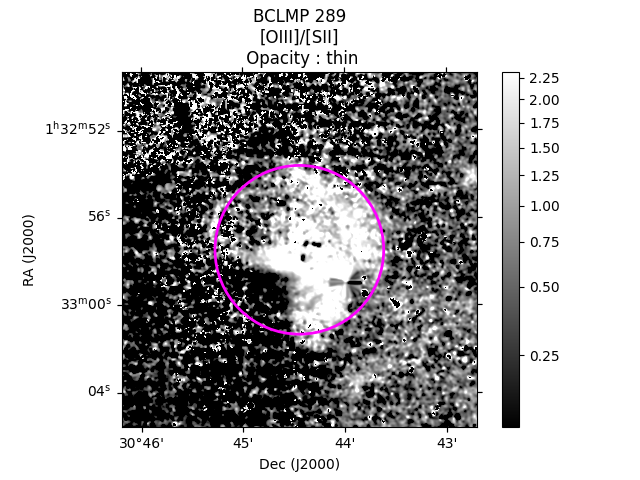 BCLMP 289
[OIII]/[SII]
Opacity : thin
1ʰ32ᵐ52ˢ
56ˢ
33ᵐ00ˢ
04ˢ
RA (J2000)
30°46' 45' 44' 43'
Dec (J2000)
2.25
2.00
1.75
1.50
1.25
1.00
0.75
0.50
0.25